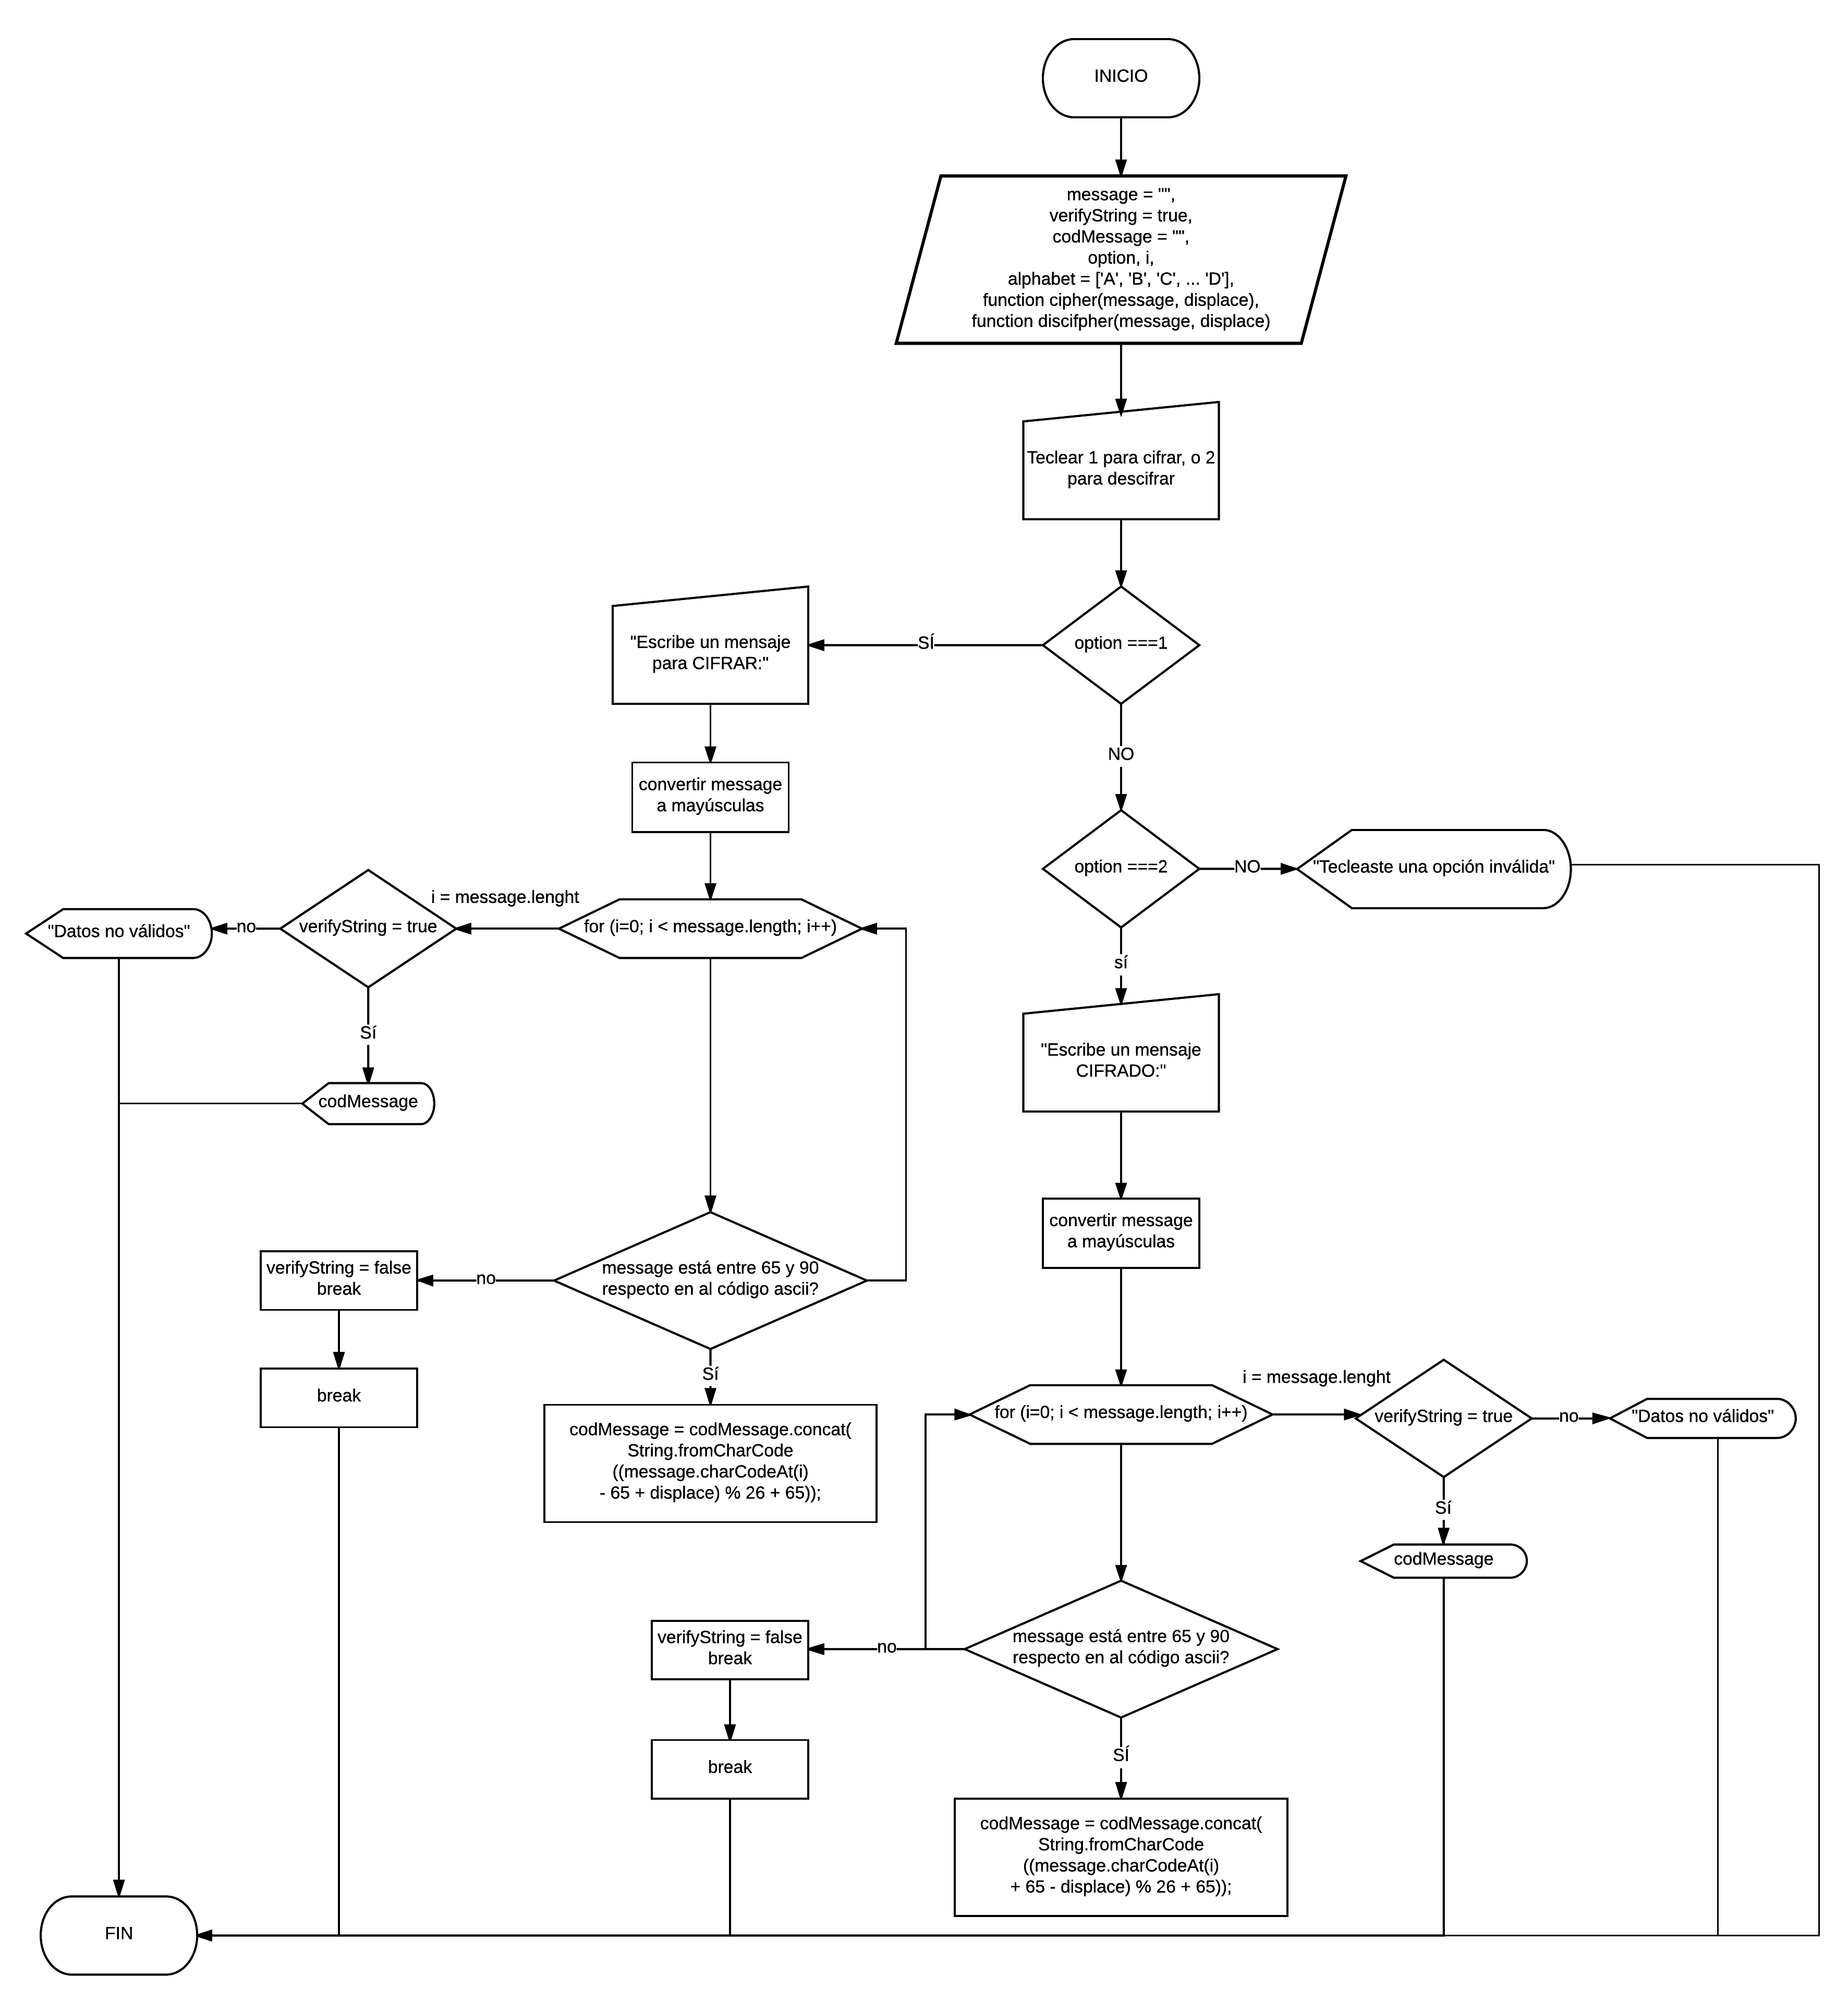 INICIO
message = "",
verifyString = true,
codMessage = "",
option, i,
alphabet = ['A', 'B', 'C', ... 'D'],
function cipher(message, displace),
function discifpher(message, displace)
Teclear 1 para cifrar, o 2
para descifrar
option ===1
SÍ
"Escribe un mensaje
para CIFRAR:"
convertir message
a mayúsculas
for (i=0; i < message.length; i++)
i = message.lenght
verifyString = true
no
"Datos no válidos"
Sí
codMessage
message está entre 65 y 90
respecto en al código ascii?
no
verifyString = false
break
break
Sí
codMessage = codMessage.concat(
String.fromCharCode
((message.charCodeAt(i)
- 65 + displace) % 26 + 65));
NO
option ===2
NO
"Tecleaste una opción inválida"
sí
"Escribe un mensaje
CIFRADO:"
convertir message
a mayúsculas
for (i=0; i < message.length; i++)
i = message.lenght
verifyString = true
no
"Datos no válidos"
Sí
codMessage
message está entre 65 y 90
respecto en al código ascii?
no
verifyString = false
break
break
SÍ
codMessage = codMessage.concat(
String.fromCharCode
((message.charCodeAt(i)
+ 65 - displace) % 26 + 65));
FIN